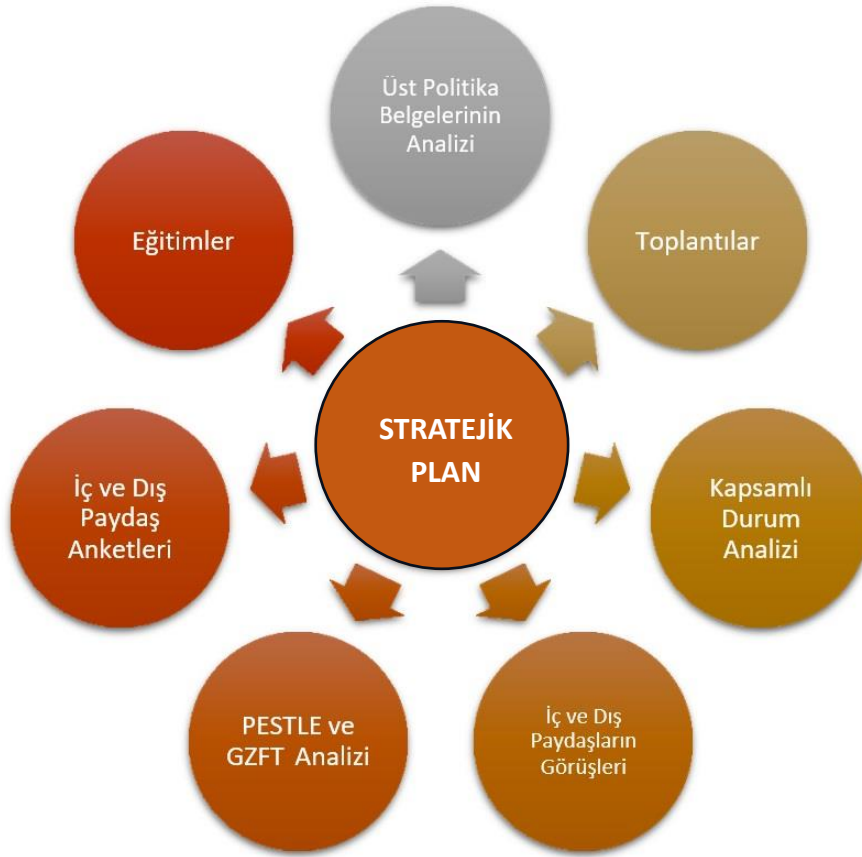 Üst Politika
Belgelerinin
Analizi
Eğitimler
Toplantılar
STRATEJİK
PLAN
İç ve Dış
Paydaş
Anketleri
Kapsamlı
Durum
Analizi
PESTLE ve
GZFT Analizi
İç ve Dış
Paydaşların
Görüşleri